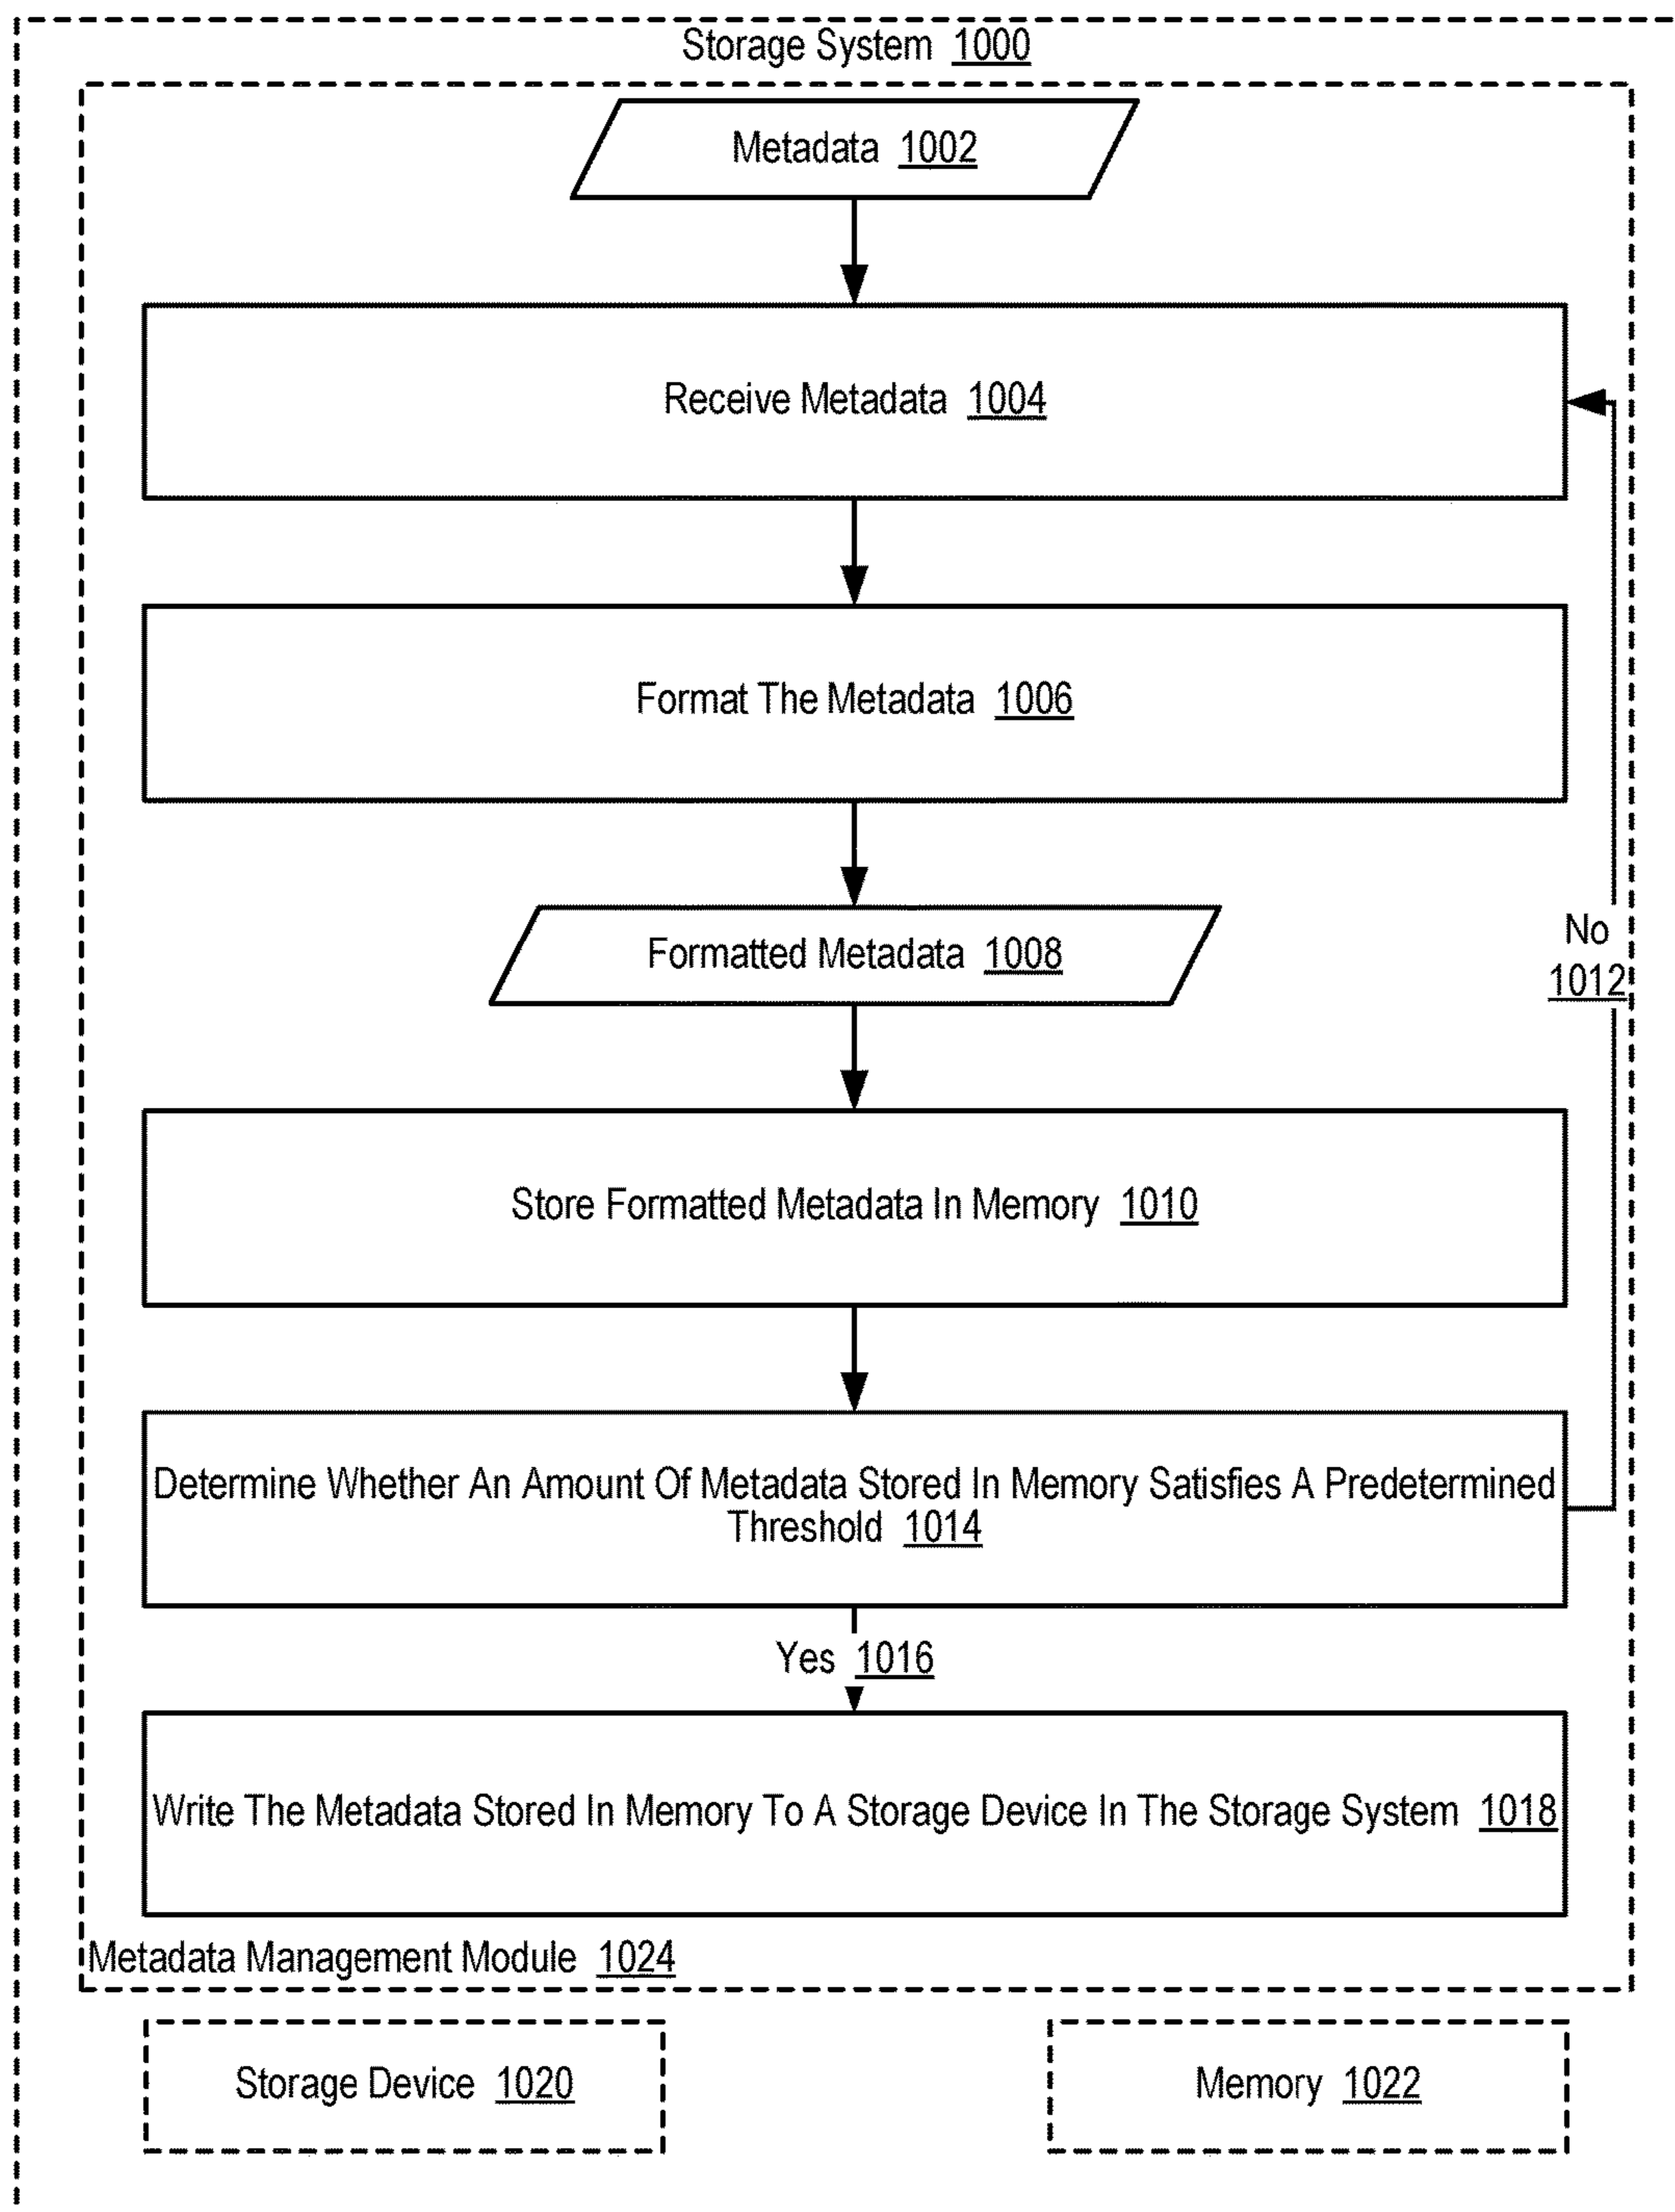 Storage System 1000
Metadata 1002
Receive Metadata 1004
Format The Metadata 1006
Formatted Metadata 1008
No
1012
Store Formatted Metadata In Memory 1010
Determine Whether An Amount Of Metadata Stored In Memory Satisfies A Predetermined
Threshold 1014
Yes 1016
Write The Metadata Stored In Memory To A Storage Device In The Storage System 1018
Metadata Management Module 1024
Storage Device 1020
Memory 1022